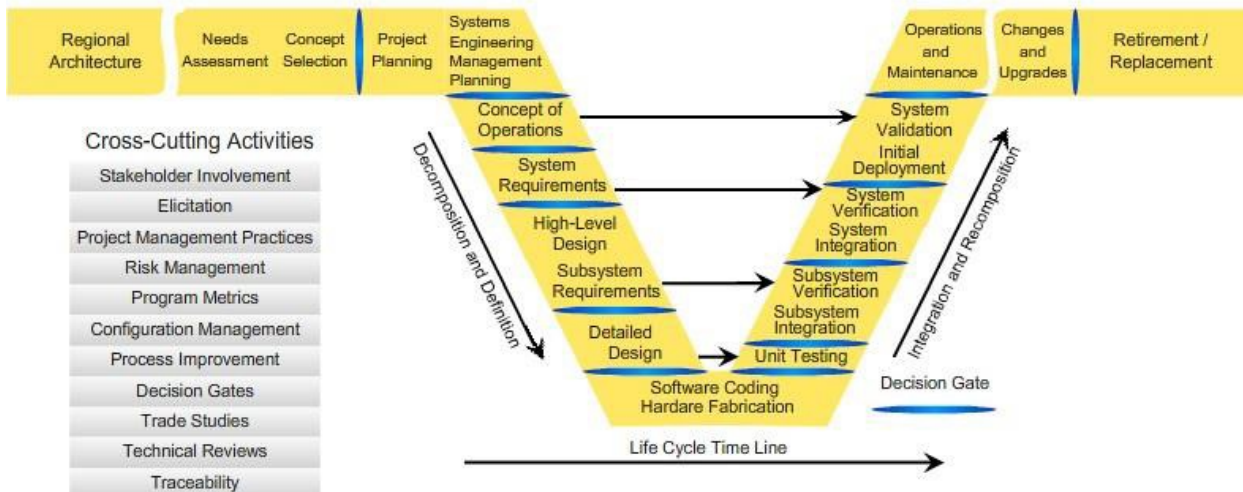 Regional
Architecture
Needs
Assessment
Concept
Selection
Project
Planning
Systems
Engineering
Management
Planning
Operations
and
Maintenance
Changes
and
Upgrades
Retirement /
Replacement
Cross-Cutting Activities
Stakeholder Involvement
Elicitation
Project Management Practices
Risk Management
Program Metrics
Configuration Management
Process Improvement
Decision Gates
Trade Studies
Technical Reviews
Traceability
Decomposition and Definition
Concept of
Operations
System
Requirements
High-Level
Design
Subsystem
Requirements
Detailed
Design
Software Coding
Hardare Fabrication
System
Validation
Initial
Deployment
System
Verification
System
Integration
Subsystem
Verification
Subsystem
Integration
Unit Testing
Integration and Recomposition
Decision Gate
Life Cycle Time Line